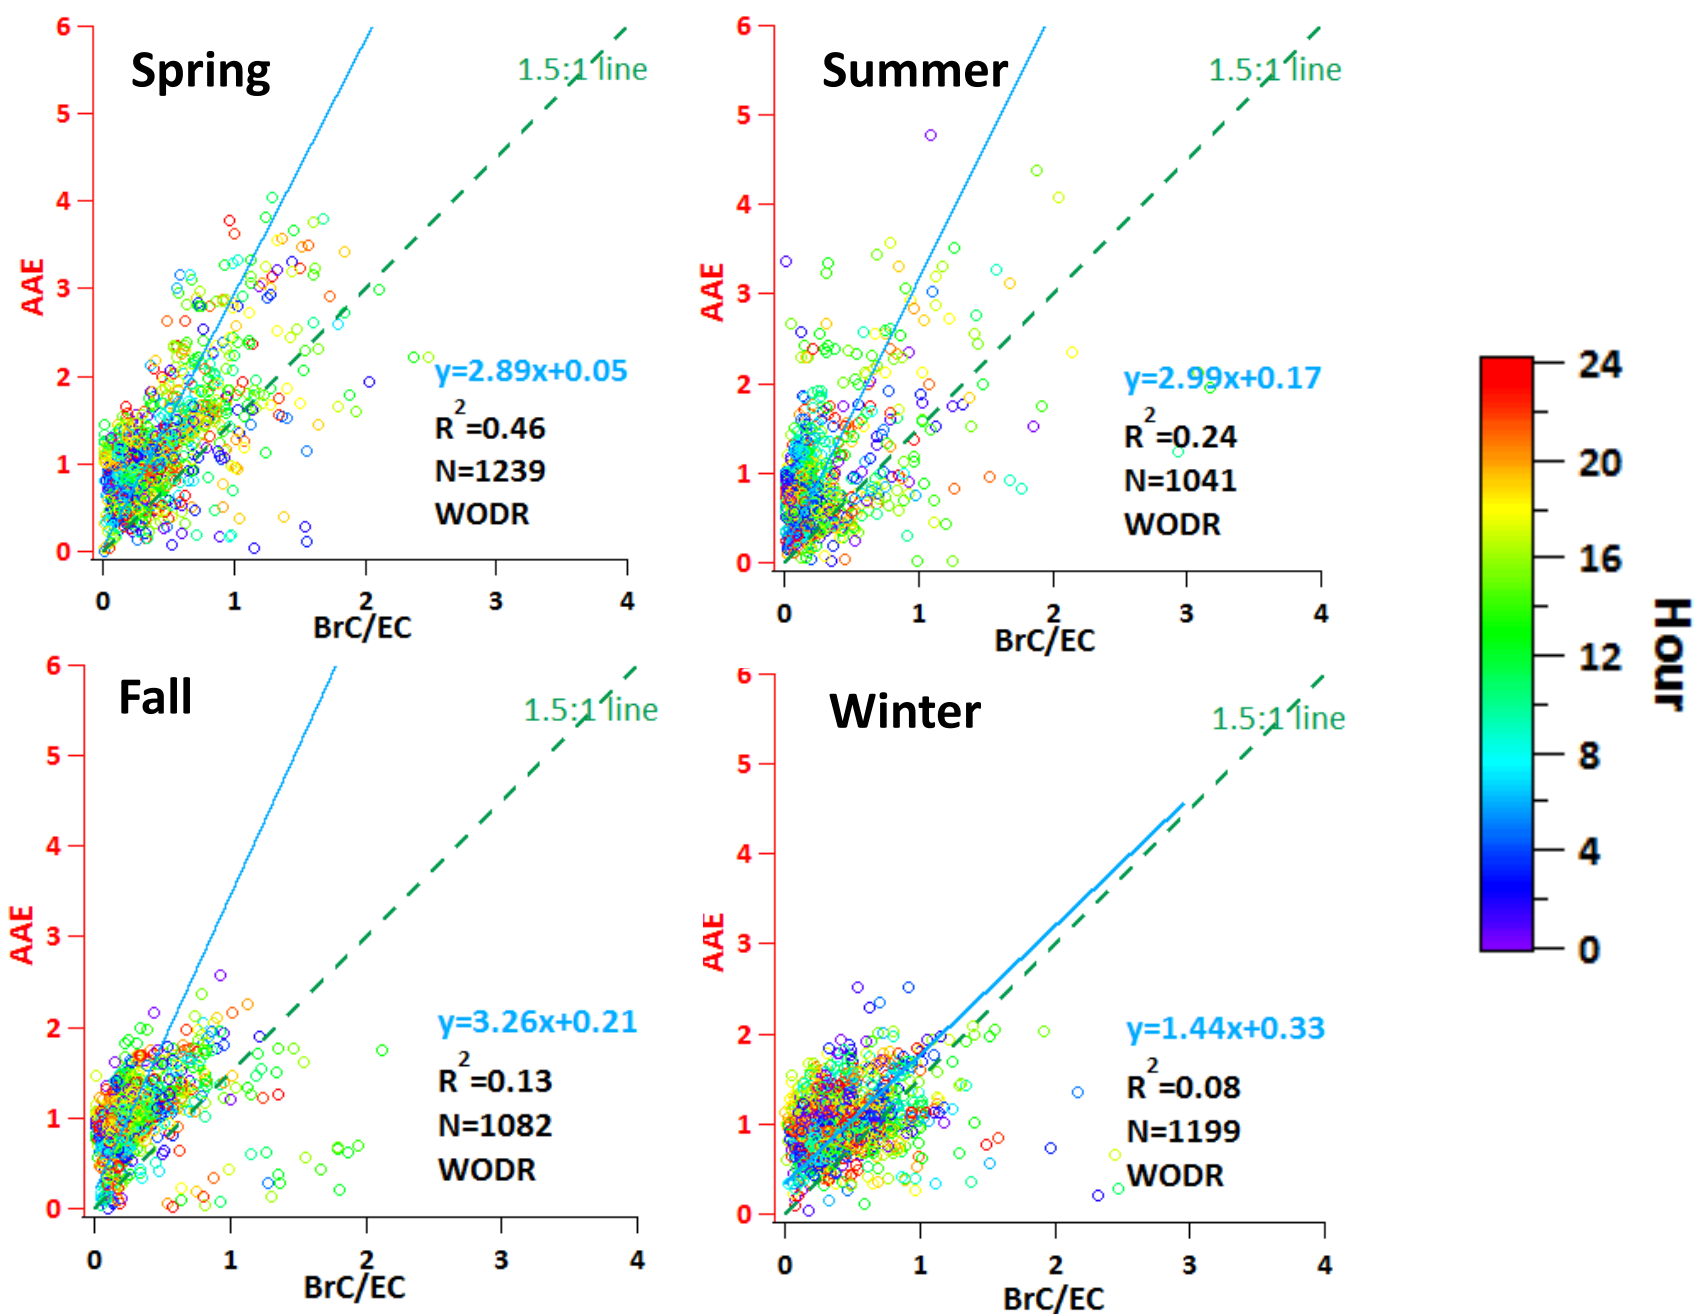 Spring
1.5:1 line
6
5
4
3
2
1
0
AAE
y=2.89x+0.05
R²=0.46
N=1239
WODR
0 1 2 3 4
BrC/EC
Summer
1.5:1 line
6
5
4
3
2
1
0
AAE
y=2.99x+0.17
R²=0.24
N=1041
WODR
0 1 2 3 4
BrC/EC
Fall
1.5:1 line
6
5
4
3
2
1
0
AAE
y=3.26x+0.21
R²=0.13
N=1082
WODR
0 1 2 3 4
BrC/EC
Winter
1.5:1 line
6
5
4
3
2
1
0
AAE
y=1.44x+0.33
R²=0.08
N=1199
WODR
0 1 2 3 4
BrC/EC
24
20
16
12
8
4
0
Hour